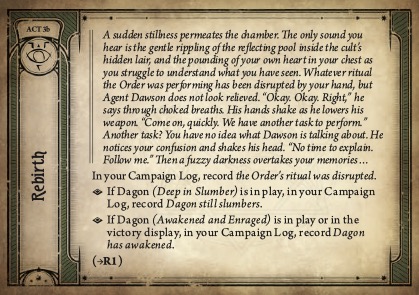 ACT 3b
Rebirth
A sudden stillness permeates the chamber. The only sound you
hear is the gentle rippling of the reflecting pool inside the cult's
hidden lair, and the pounding of your own heart in your chest as
you struggle to understand what you have seen. Whatever ritual
the Order was performing has been disrupted by your hand, but
Agent Dawson does not look relieved. “Okay. Okay. Right,” he
says through choked breaths. His hands shake as he lowers his
weapon. “Come on, quickly. We have another task to perform.”
Another task? You have no idea what Dawson is talking about. He
notices your confusion and shakes his head. “No time to explain.
Follow me.” Then a fuzzy darkness overtakes your memories…
In your Campaign Log, record the Order's ritual was disrupted.
If Dagon (Deep in Slumber) is in play, in your Campaign
Log, record Dagon still slumbers.
If Dagon (Awakened and Enraged) is in play or in the
victory display, in your Campaign Log, record Dagon
has awakened.
(→R1)